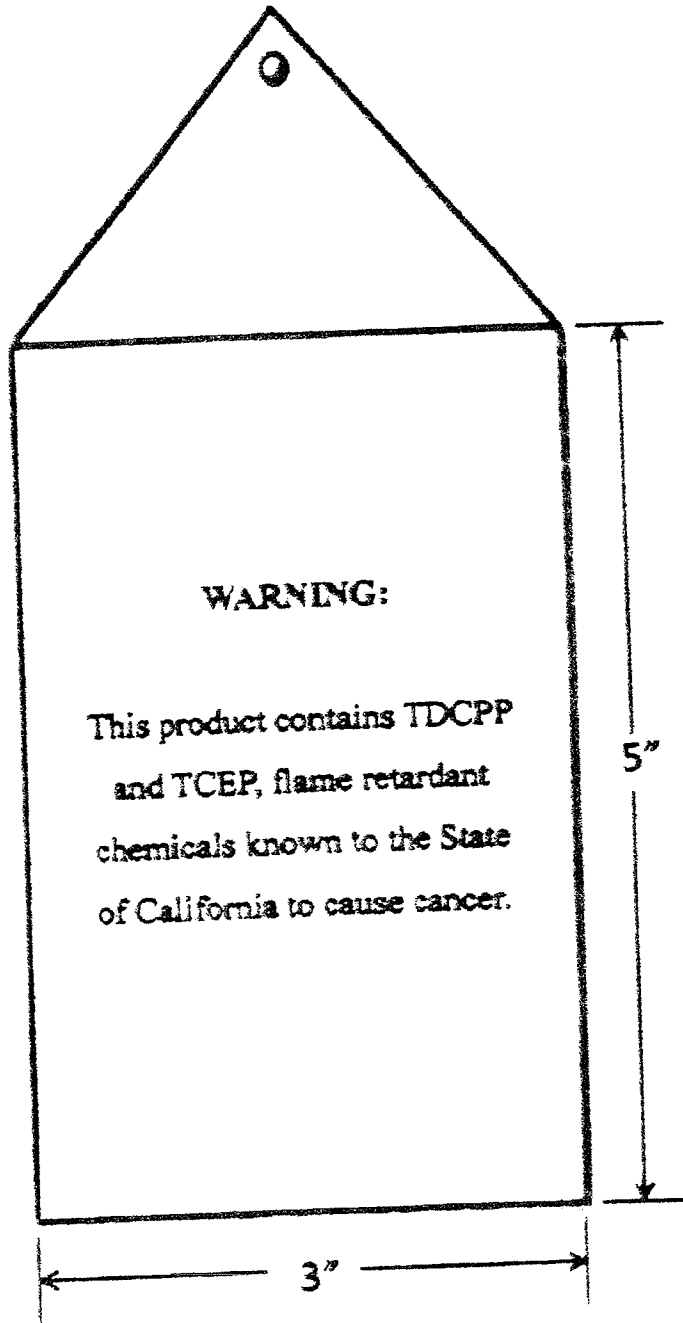 WARNING:
This product contains TDCPP
and TCEP, flame retardant
chemicals known to the State
of California to cause cancer.
5"
3"